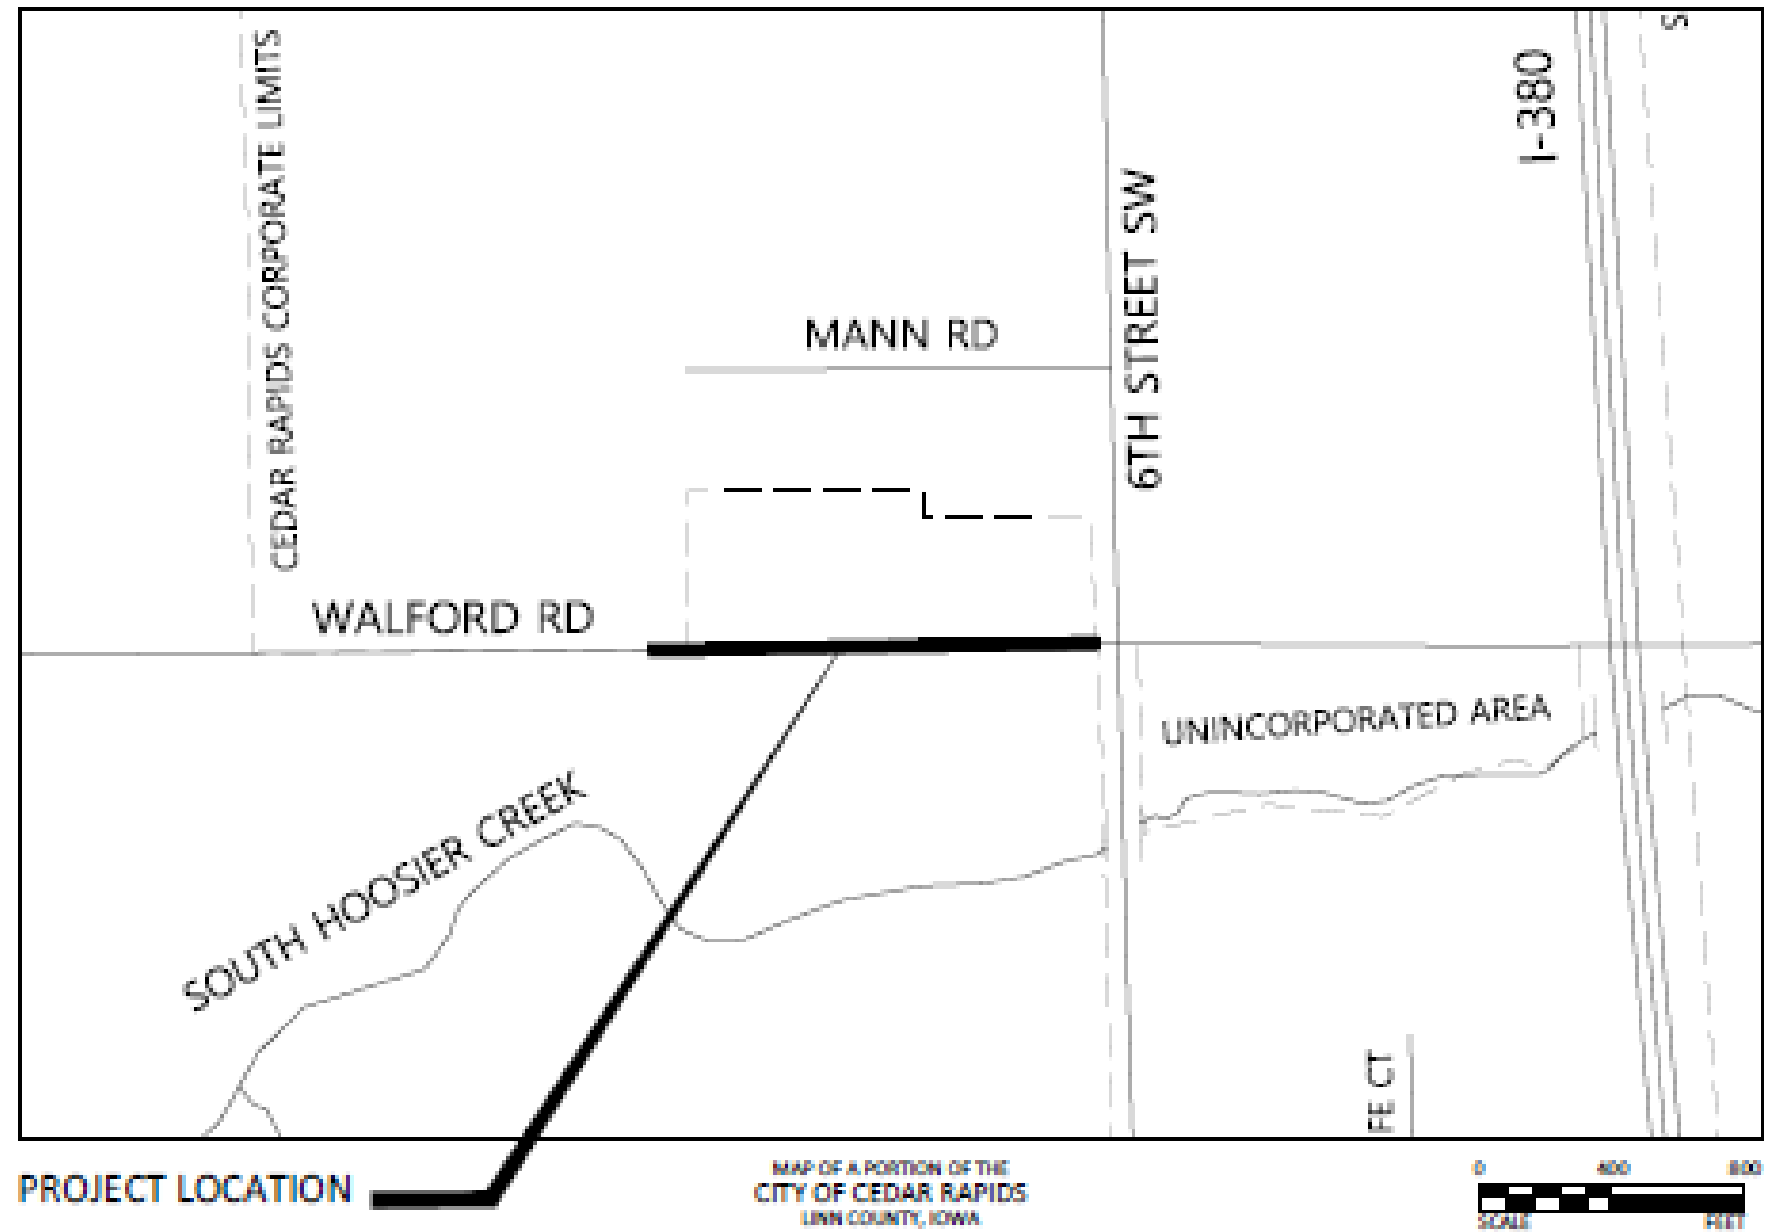 CEDAR RAPIDS CORPORATE LIMITS
I-380
S
6TH STREET SW
MANN RD
WALFORD RD
UNINCORPORATED AREA
SOUTH HOOSIER CREEK
FE CT
PROJECT LOCATION
MAP OF A PORTION OF THE
CITY OF CEDAR RAPIDS
LINN COUNTY, IOWA
0 400 800
SCALE FEET